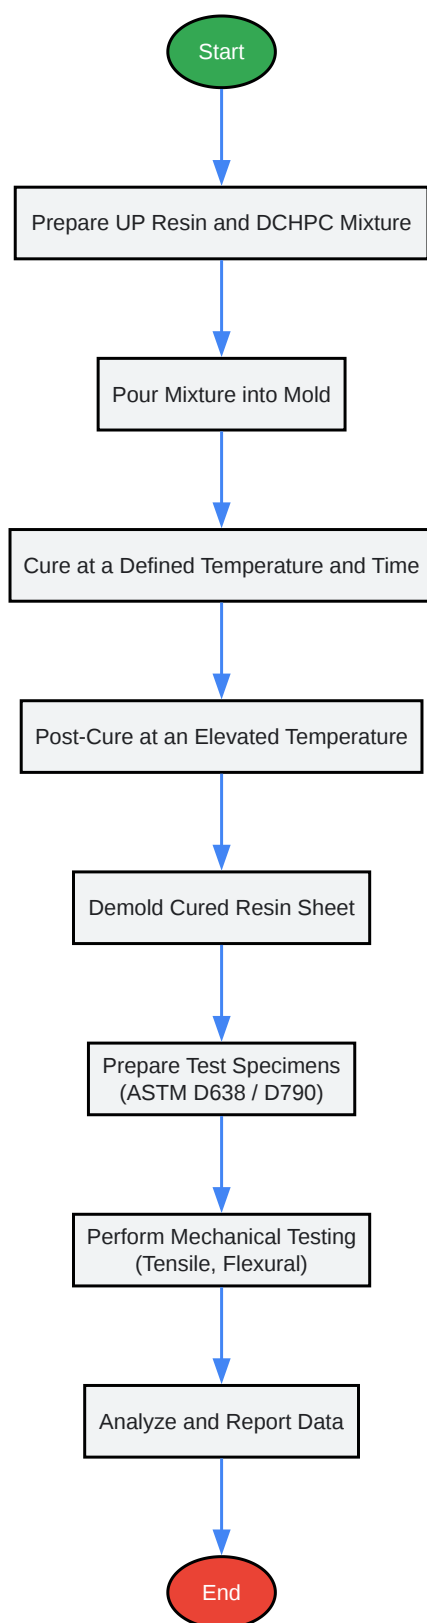 Start
Prepare UP Resin and DCHPC Mixture
Pour Mixture into Mold
Cure at a Defined Temperature and Time
Post-Cure at an Elevated Temperature
Demold Cured Resin Sheet
Prepare Test Specimens
(ASTM D638 / D790)
Perform Mechanical Testing
(Tensile, Flexural)
Analyze and Report Data
End